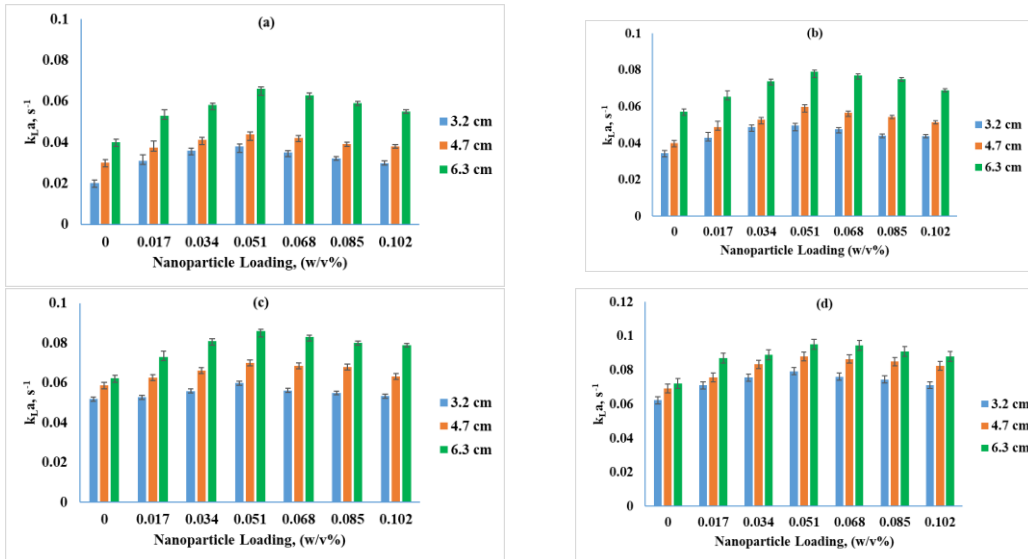 (a)
0.1
0.08
0.06
0.04
0.02
0
kLa, s⁻¹
0 0.017 0.034 0.051 0.068 0.085 0.102
Nanoparticle Loading, (w/v%)
3.2 cm
4.7 cm
6.3 cm
(b)
0.1
0.08
0.06
0.04
0.02
0
kLa, s⁻¹
0 0.017 0.034 0.051 0.068 0.085 0.102
Nanoparticle Loading (w/v%)
3.2 cm
4.7 cm
6.3 cm
(c)
0.1
0.08
0.06
0.04
0.02
0
kLa, s⁻¹
0 0.017 0.034 0.051 0.068 0.085 0.102
Nanoparticle Loading, (w/v%)
3.2 cm
4.7 cm
6.3 cm
(d)
0.12
0.1
0.08
0.06
0.04
0.02
0
kLa, s⁻¹
0 0.017 0.034 0.051 0.068 0.085 0.102
Nanoparticle Loading, (w/v%)
3.2 cm
4.7 cm
6.3 cm